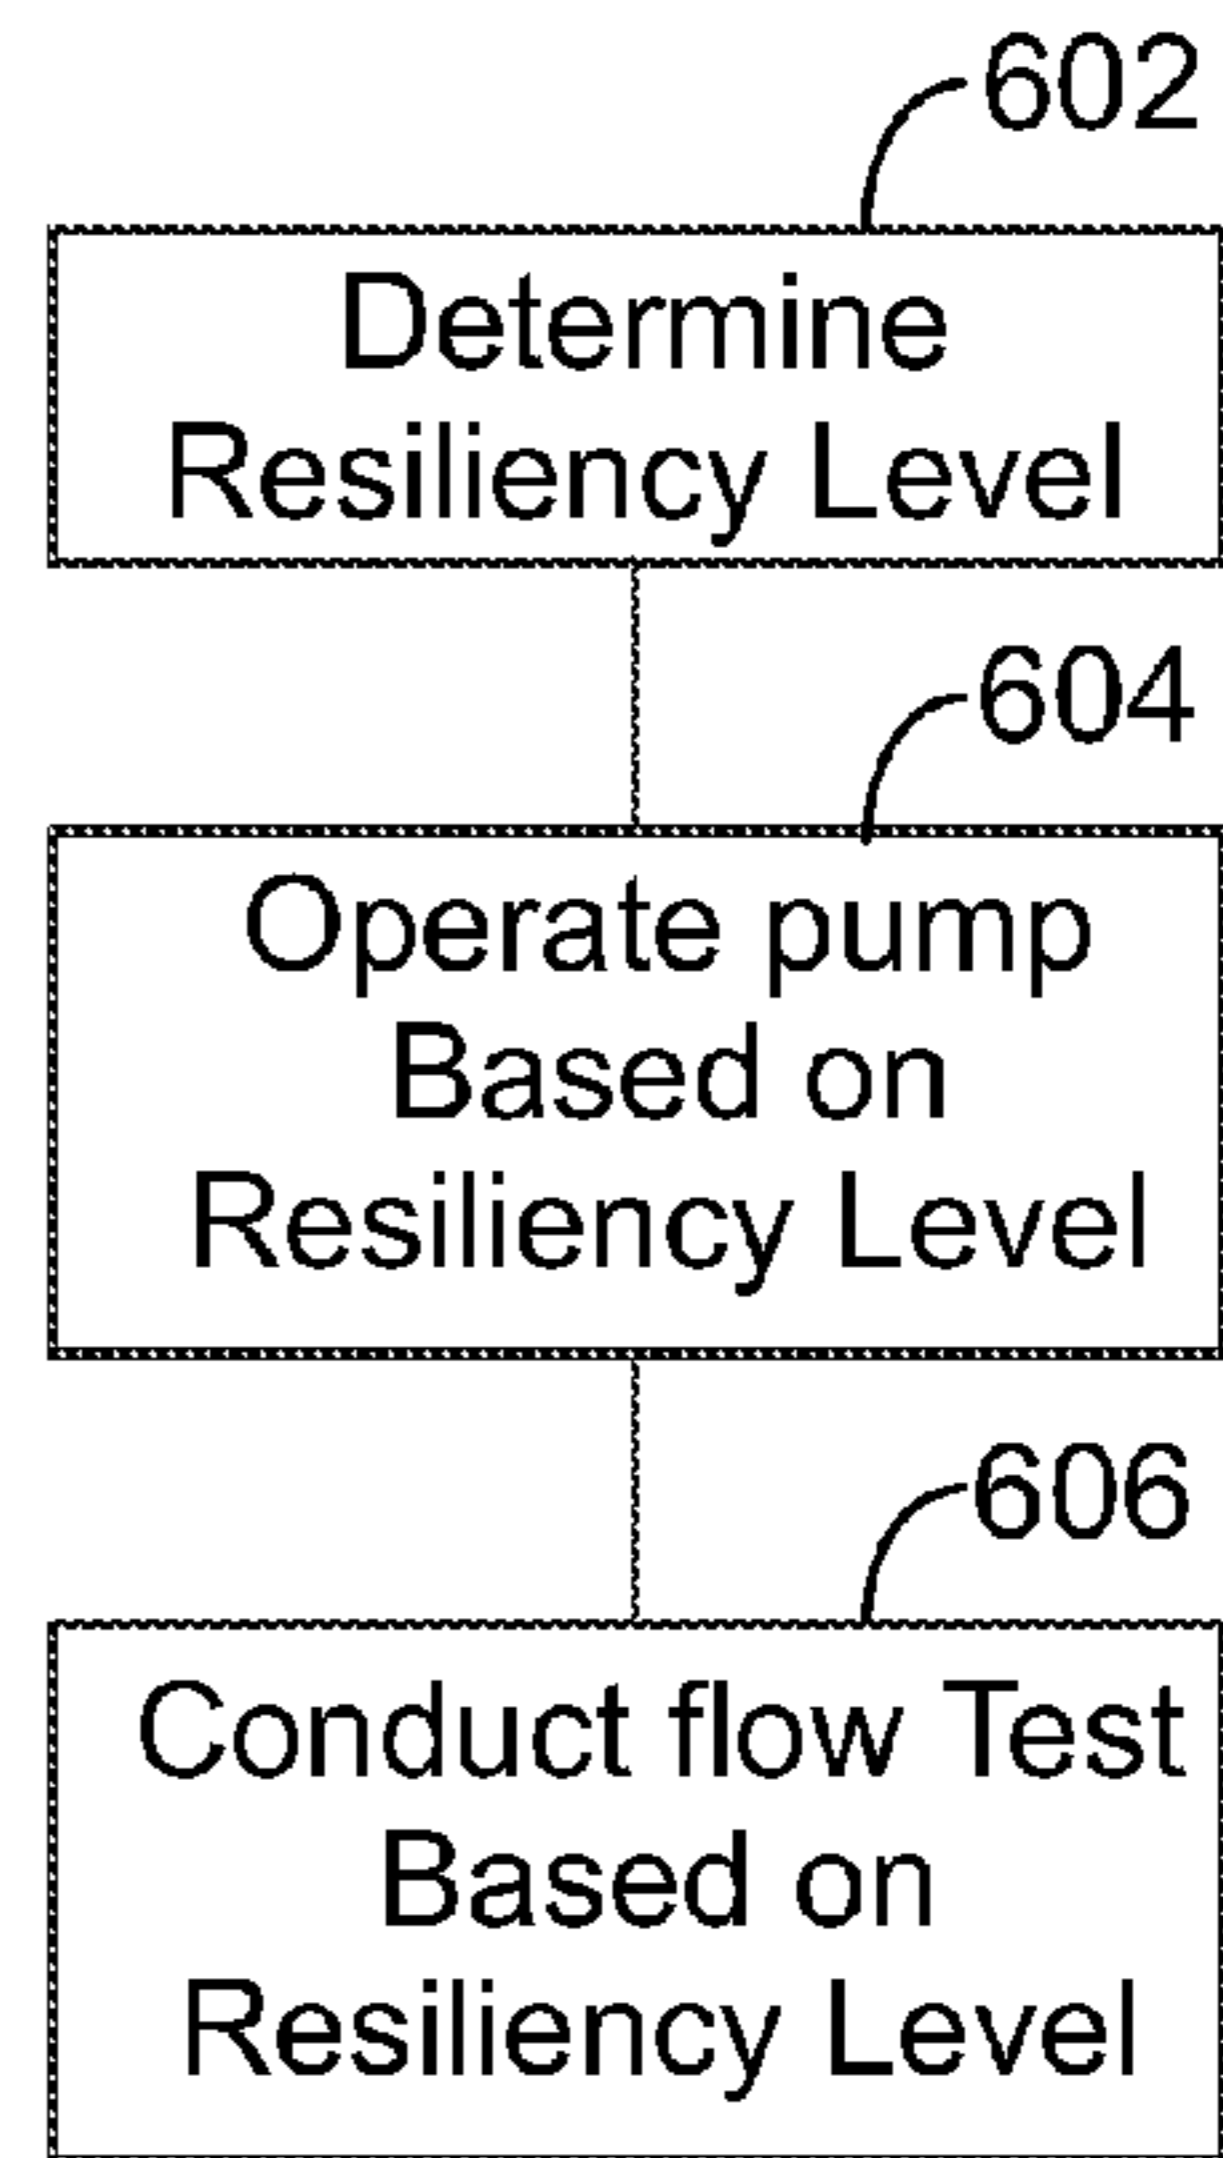 602
Determine
Resiliency Level
604
Operate pump
Based on
Resiliency Level
606
Conduct flow Test
Based on
Resiliency Level